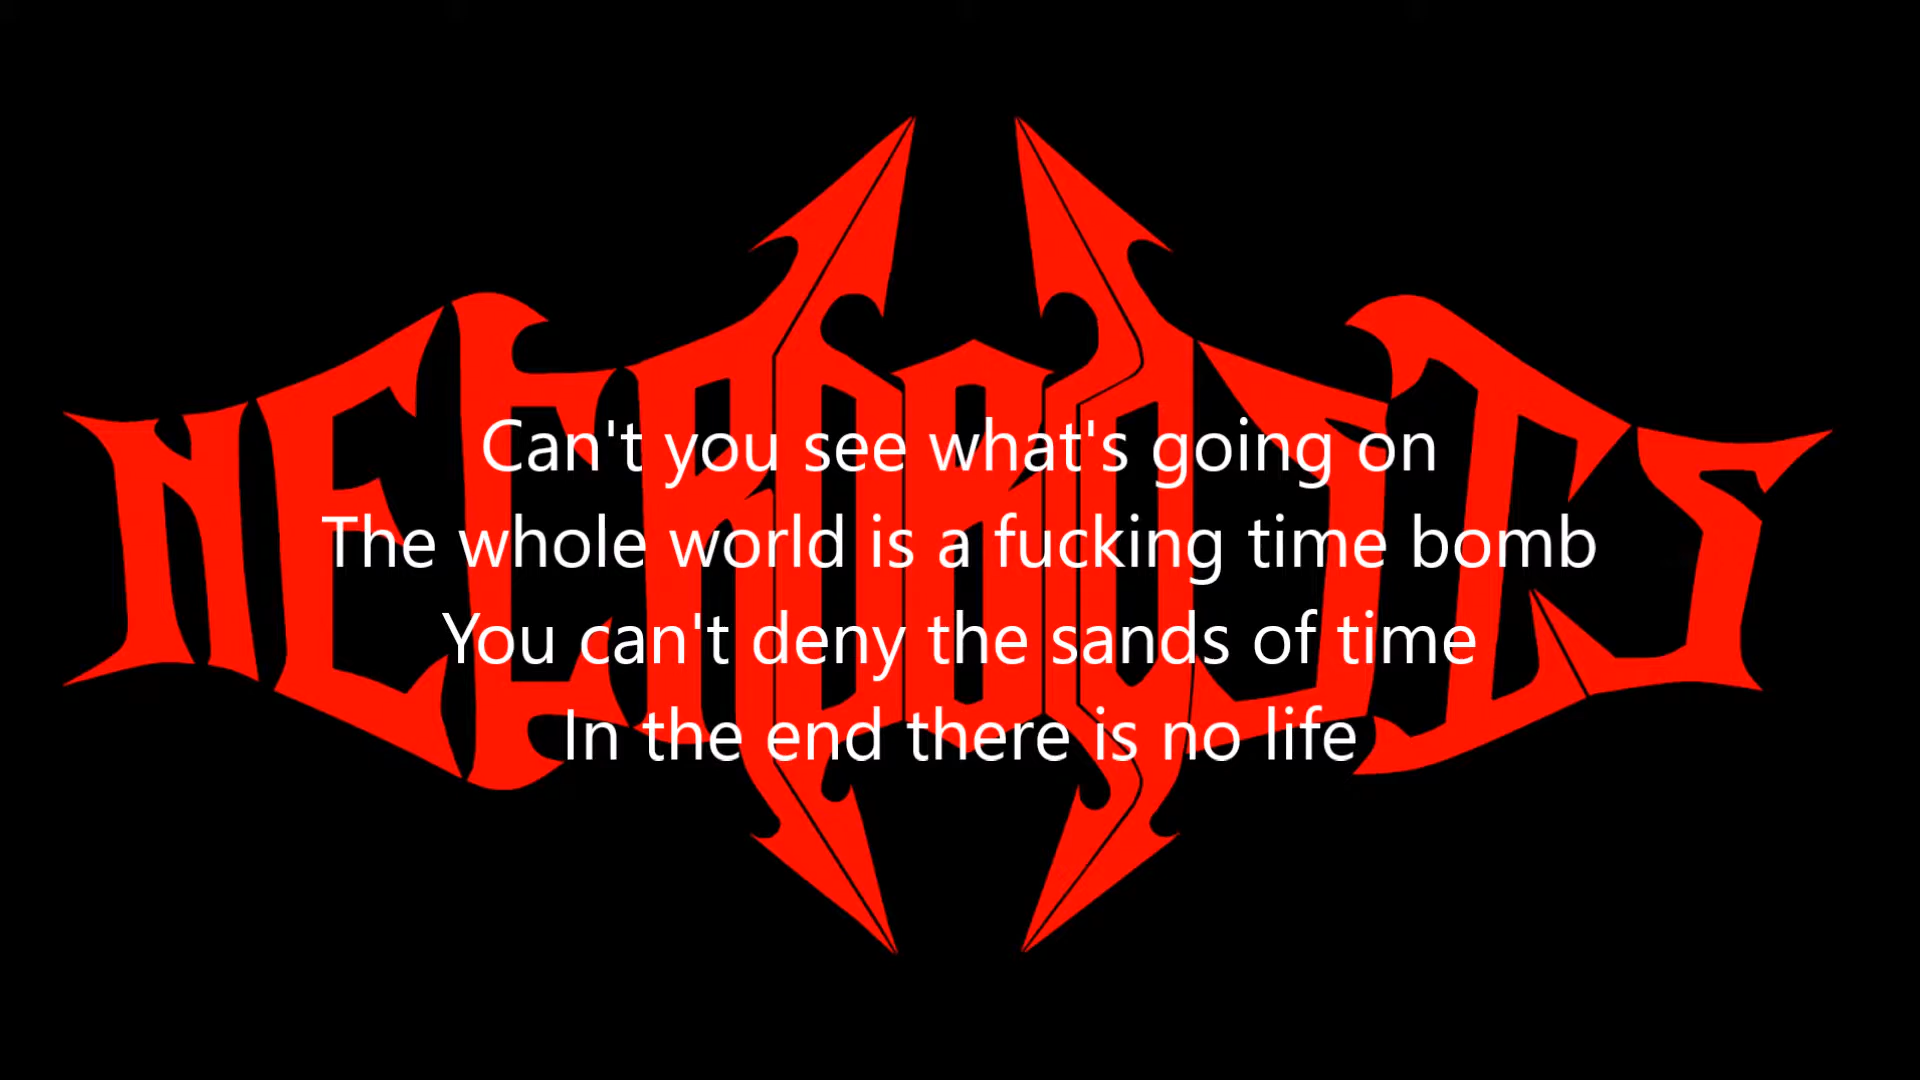 NECROBIOTICS
Can't you see what's going on
The whole world is a fucking time bomb
You can't deny the sands of time
In the end there is no life